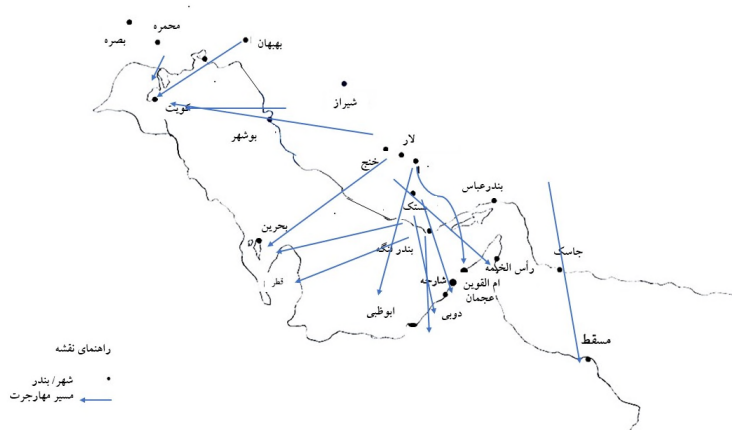 محمره
بصره
بهبهان
شیراز
کویت
بوشهر
لار
خنج
بستک
بندرعباس
بحرین
بندر لنگه
قطر
جاسک
رأس الخیمه
شارجه
ام القوین
عجمان
دوبی
ابوظبی
مسقط
راهنمای نقشه
شهر/بندر
مسیر مهارجرت